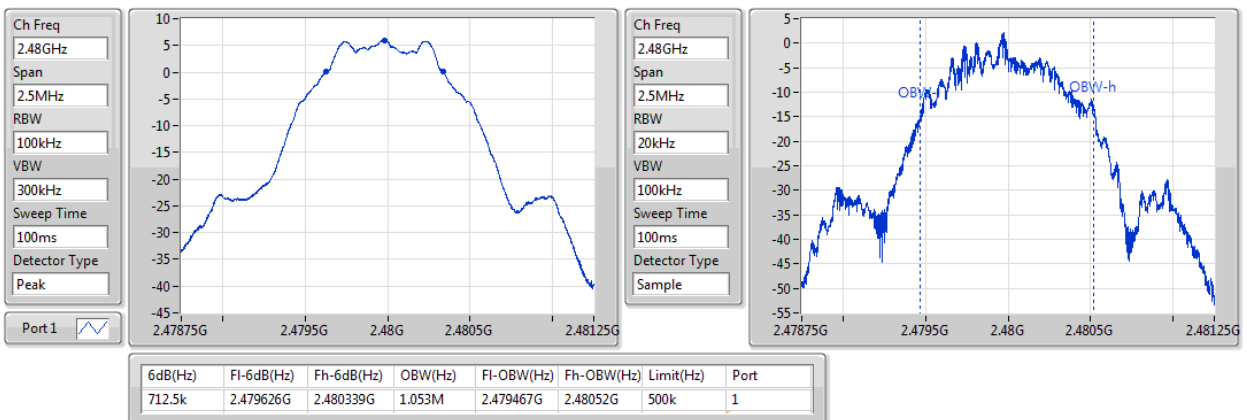 Ch Freq
2.48GHz
Span
2.5MHz
RBW
100kHz
VBW
300kHz
Sweep Time
100ms
Detector Type
Peak
Port 1
10
5
0
-5
-10
-15
-20
-25
-30
-35
-40
-45
2.47875G 2.4795G 2.48G 2.4805G 2.48125G
Ch Freq
2.48GHz
Span
2.5MHz
RBW
20kHz
VBW
100kHz
Sweep Time
100ms
Detector Type
Sample
5
0
-5
-10
-15
-20
-25
-30
-35
-40
-45
-50
-55
OBW-
OBW-h
2.47875G 2.4795G 2.48G 2.4805G 2.48125G
6dB(Hz) Fl-6dB(Hz) Fh-6dB(Hz) OBW(Hz) Fl-OBW(Hz) Fh-OBW(Hz) Limit(Hz) Port
712.5k 2.479626G 2.480339G 1.053M 2.479467G 2.48052G 500k 1